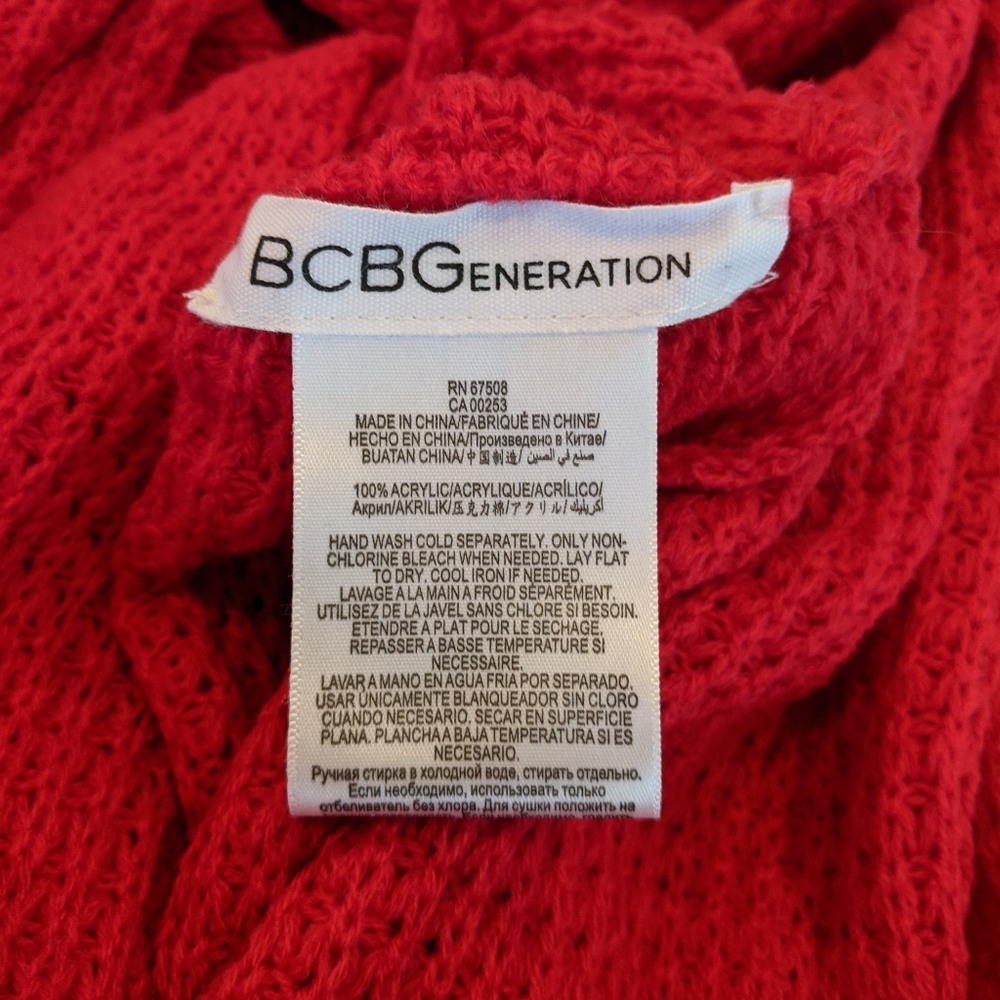 BCBGENERATION
RN 67508
CA 00253
MADE IN CHINA/FABRIQUÉ EN CHINE/
HECHO EN CHINA/Произведено в Китае/
BUATAN CHINA/中国制造/ صنع في الصين
100% ACRYLIC/ACRYLIQUE/ACRÍLICO/
Акрил/AKRILIK/压克力棉/アクリル/أكريليك
HAND WASH COLD SEPARATELY. ONLY NON-
CHLORINE BLEACH WHEN NEEDED. LAY FLAT
TO DRY. COOL IRON IF NEEDED.
LAVAGE A LA MAIN A FROID SÉPARÉMENT.
UTILISEZ DE LA JAVEL SANS CHLORE SI BESOIN.
ETENDRE A PLAT POUR LE SECHAGE.
REPASSER A BASSE TEMPERATURE SI
NECESSAIRE.
LAVAR A MANO EN AGUA FRIA POR SEPARADO.
USAR ÚNICAMENTE BLANQUEADOR SIN CLORO
CUANDO NECESARIO. SECAR EN SUPERFICIE
PLANA. PLANCHA A BAJA TEMPERATURA SI ES
NECESARIO.
Ручная стирка в холодной воде, стирать отдельно.
Если необходимо, использовать только
отбеливатель без хлора. Для сушки положить на